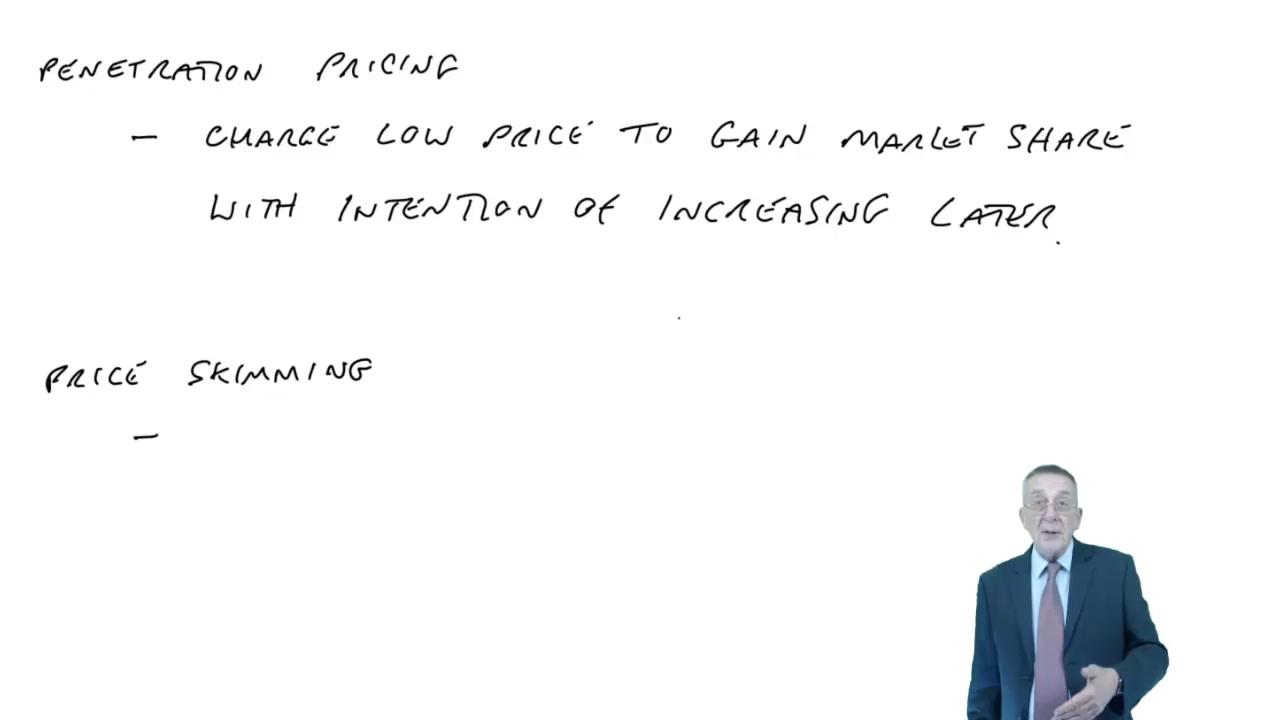 PENETRATION PRICING
- CHARGE LOW PRICE TO GAIN MARKET SHARE
WITH INTENTION OF INCREASING LATER.
PRICE SKIMMING
-